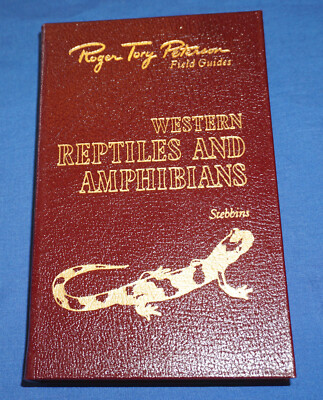 Roger Tory Peterson
Field Guides
WESTERN
REPTILES AND
AMPHIBIANS
Stebbins